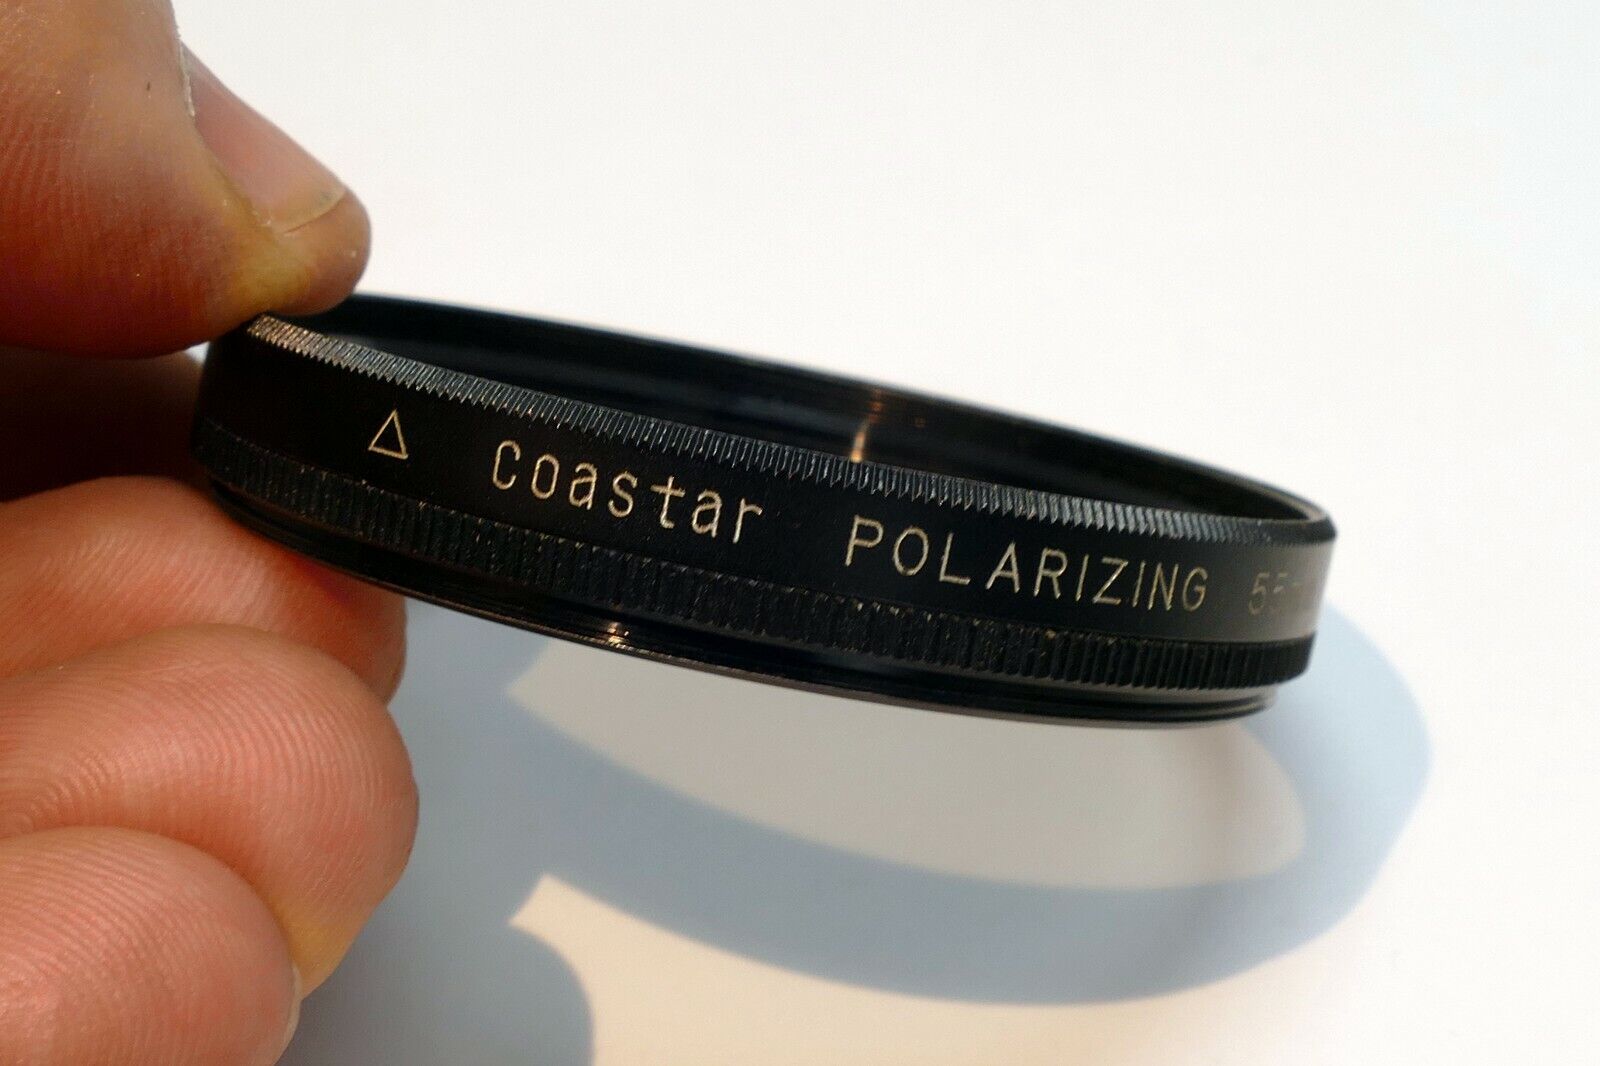 △ Coastar POLARIZING 55